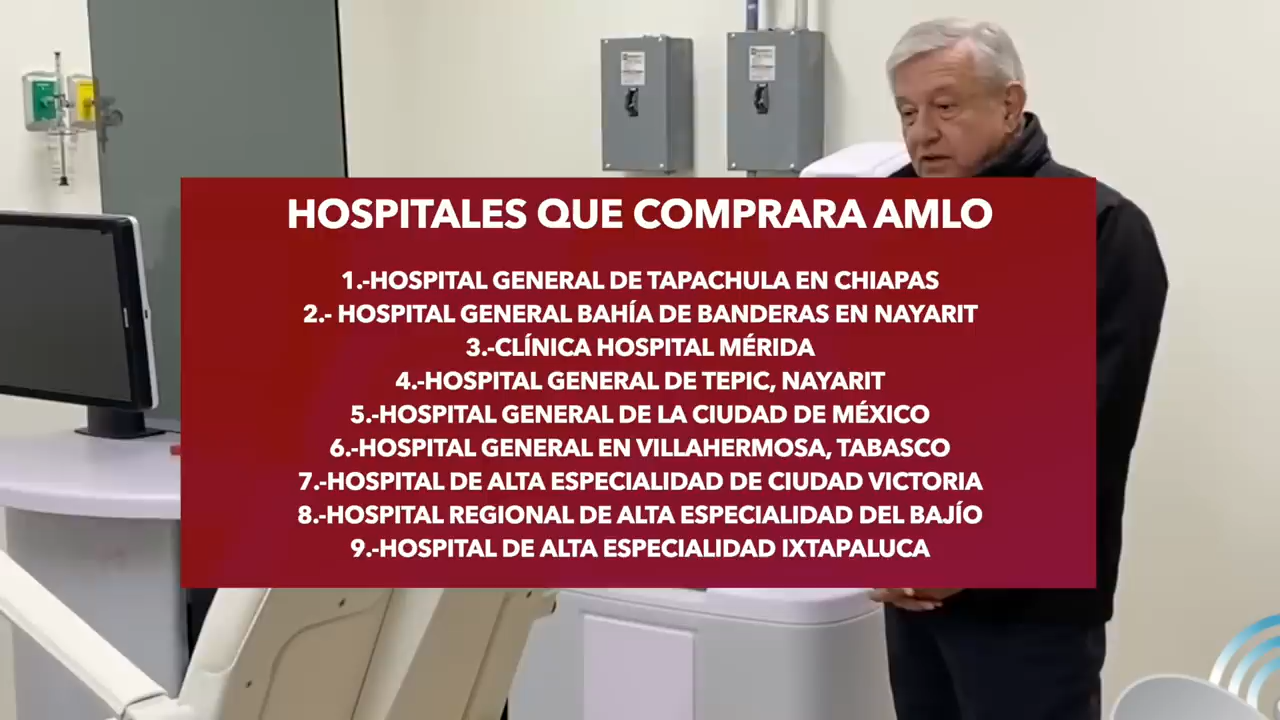 HOSPITALES QUE COMPRARA AMLO
1.-HOSPITAL GENERAL DE TAPACHULA EN CHIAPAS
2.- HOSPITAL GENERAL BAHÍA DE BANDERAS EN NAYARIT
3.-CLÍNICA HOSPITAL MÉRIDA
4.-HOSPITAL GENERAL DE TEPIC, NAYARIT
5.-HOSPITAL GENERAL DE LA CIUDAD DE MÉXICO
6.-HOSPITAL GENERAL EN VILLAHERMOSA, TABASCO
7.-HOSPITAL DE ALTA ESPECIALIDAD DE CIUDAD VICTORIA
8.-HOSPITAL REGIONAL DE ALTA ESPECIALIDAD DEL BAJÍO
9.-HOSPITAL DE ALTA ESPECIALIDAD IXTAPALUCA